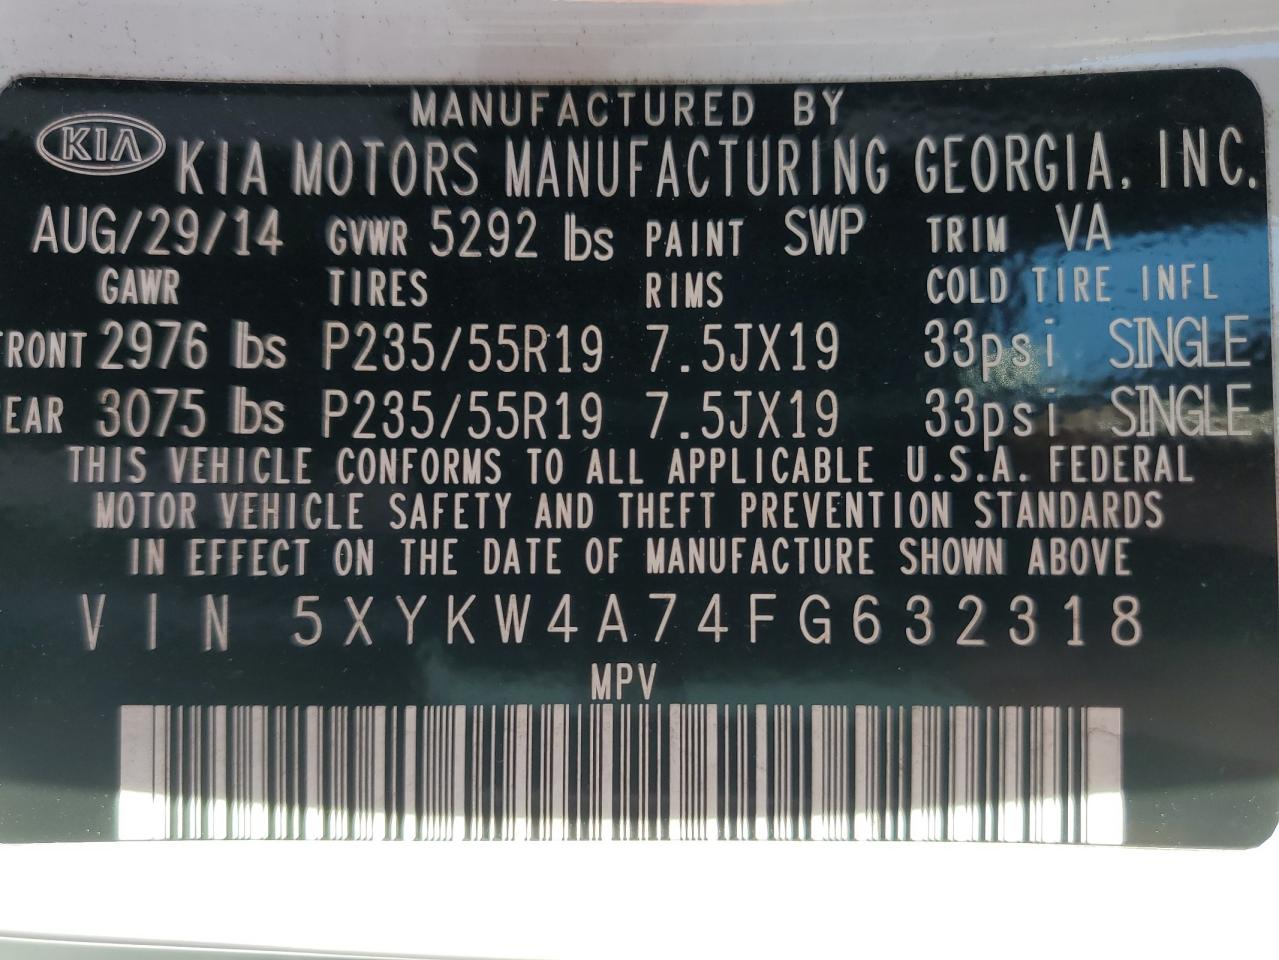 MANUFACTURED BY
KIA KIA MOTORS MANUFACTURING GEORGIA, INC.
AUG/29/14 GVWR 5292 lbs PAINT SWP TRIM VA
GAWR TIRES RIMS COLD TIRE INFL
RONT 2976 lbs P235/55R19 7.5JX19 33psi SINGLE
EAR 3075 lbs P235/55R19 7.5JX19 33psi SINGLE
THIS VEHICLE CONFORMS TO ALL APPLICABLE U.S.A. FEDERAL
MOTOR VEHICLE SAFETY AND THEFT PREVENTION STANDARDS
IN EFFECT ON THE DATE OF MANUFACTURE SHOWN ABOVE
VIN 5XYKW4A74FG632318
MPV